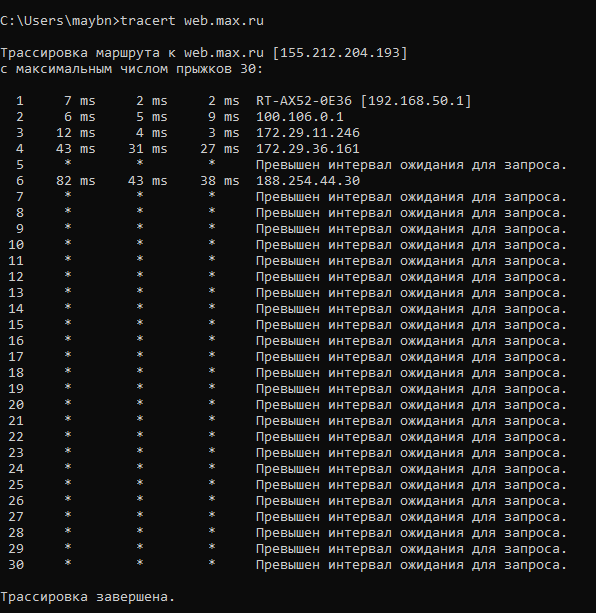 C:\Users\maybn>tracert web.max.ru
Трассировка маршрута к web.max.ru [155.212.204.193]
с максимальным числом прыжков 30:
1 7 ms 2 ms 2 ms RT-AX52-0E36 [192.168.50.1]
2 6 ms 5 ms 9 ms 100.106.0.1
3 12 ms 4 ms 3 ms 172.29.11.246
4 43 ms 31 ms 27 ms 172.29.36.161
5 * * * Превышен интервал ожидания для запроса.
6 82 ms 43 ms 38 ms 188.254.44.30
7 * * * Превышен интервал ожидания для запроса.
8 * * * Превышен интервал ожидания для запроса.
9 * * * Превышен интервал ожидания для запроса.
10 * * * Превышен интервал ожидания для запроса.
11 * * * Превышен интервал ожидания для запроса.
12 * * * Превышен интервал ожидания для запроса.
13 * * * Превышен интервал ожидания для запроса.
14 * * * Превышен интервал ожидания для запроса.
15 * * * Превышен интервал ожидания для запроса.
16 * * * Превышен интервал ожидания для запроса.
17 * * * Превышен интервал ожидания для запроса.
18 * * * Превышен интервал ожидания для запроса.
19 * * * Превышен интервал ожидания для запроса.
20 * * * Превышен интервал ожидания для запроса.
21 * * * Превышен интервал ожидания для запроса.
22 * * * Превышен интервал ожидания для запроса.
23 * * * Превышен интервал ожидания для запроса.
24 * * * Превышен интервал ожидания для запроса.
25 * * * Превышен интервал ожидания для запроса.
26 * * * Превышен интервал ожидания для запроса.
27 * * * Превышен интервал ожидания для запроса.
28 * * * Превышен интервал ожидания для запроса.
29 * * * Превышен интервал ожидания для запроса.
30 * * * Превышен интервал ожидания для запроса.
Трассировка завершена.